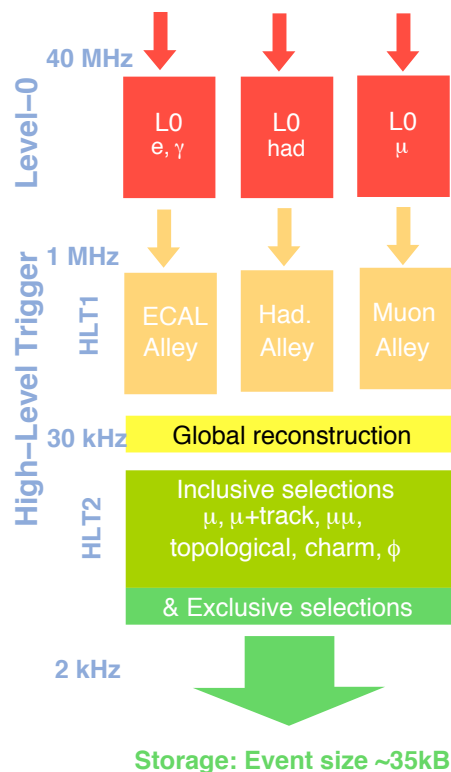 40 MHz
Level-0
L0
e, γ
L0
had
L0
μ
1 MHz
High-Level Trigger
HLT1
ECAL
Alley
Had.
Alley
Muon
Alley
30 kHz
Global reconstruction
HLT2
Inclusive selections
μ, μ+track, μμ,
topological, charm, ϕ
& Exclusive selections
2 kHz
Storage: Event size ~35kB